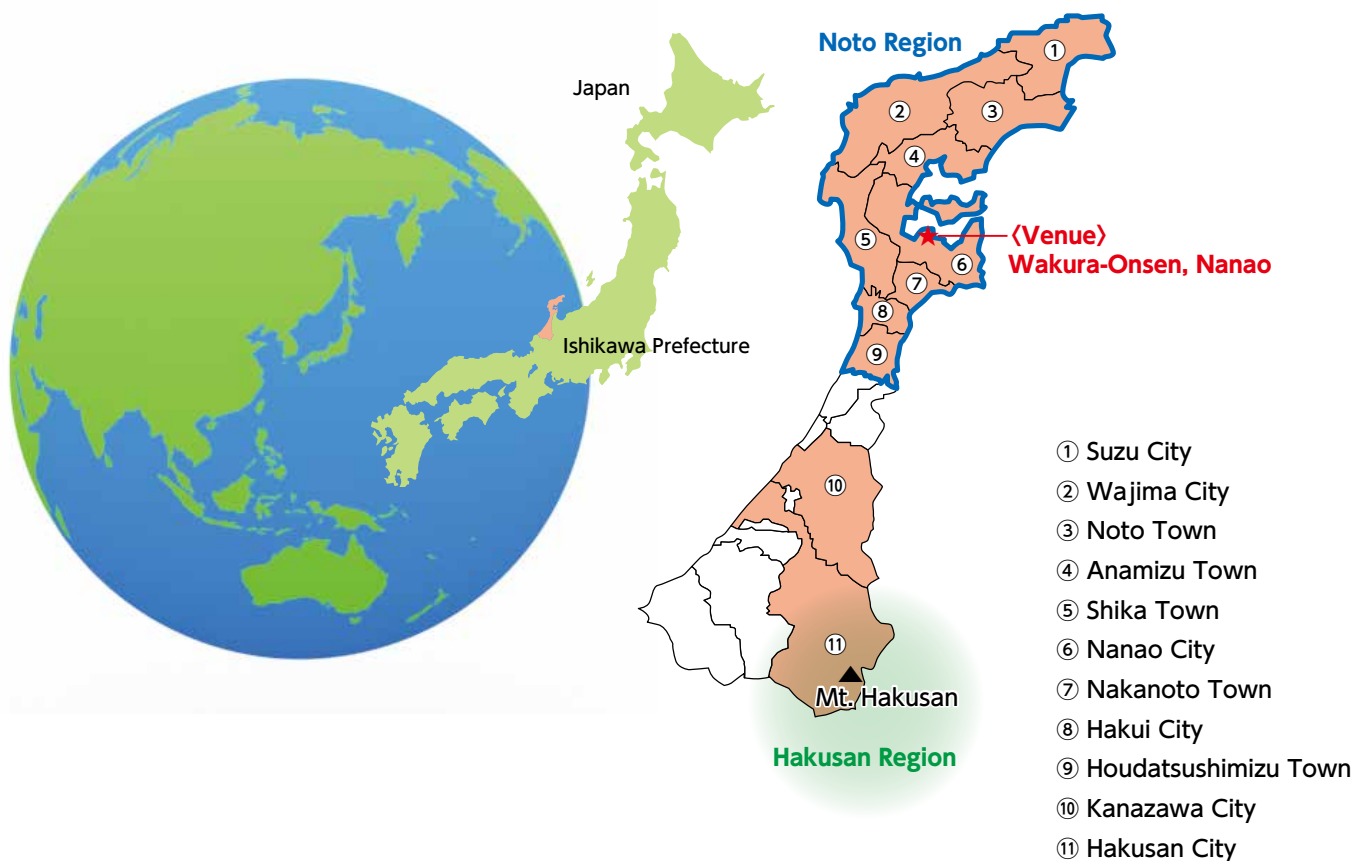 Japan
Ishikawa Prefecture
Noto Region
①
②
③
④
⑤
⑥
⑦
⑧
⑨
⑩
⑪
〈Venue〉
Wakura-Onsen, Nanao
Mt. Hakusan
Hakusan Region
① Suzu City
② Wajima City
③ Noto Town
④ Anamizu Town
⑤ Shika Town
⑥ Nanao City
⑦ Nakanoto Town
⑧ Hakui City
⑨ Houdatsushimizu Town
⑩ Kanazawa City
⑪ Hakusan City